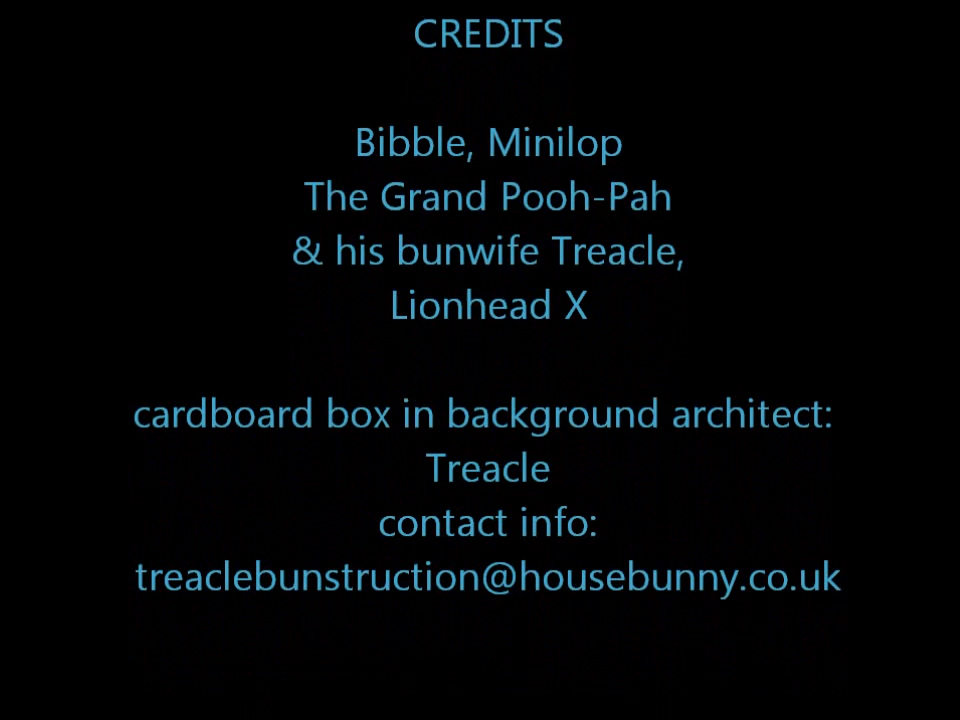 CREDITS
Bibble, Minilop
The Grand Pooh-Pah
& his bunwife Treacle,
Lionhead X
cardboard box in background architect:
Treacle
contact info:
treaclebunstruction@housebunny.co.uk